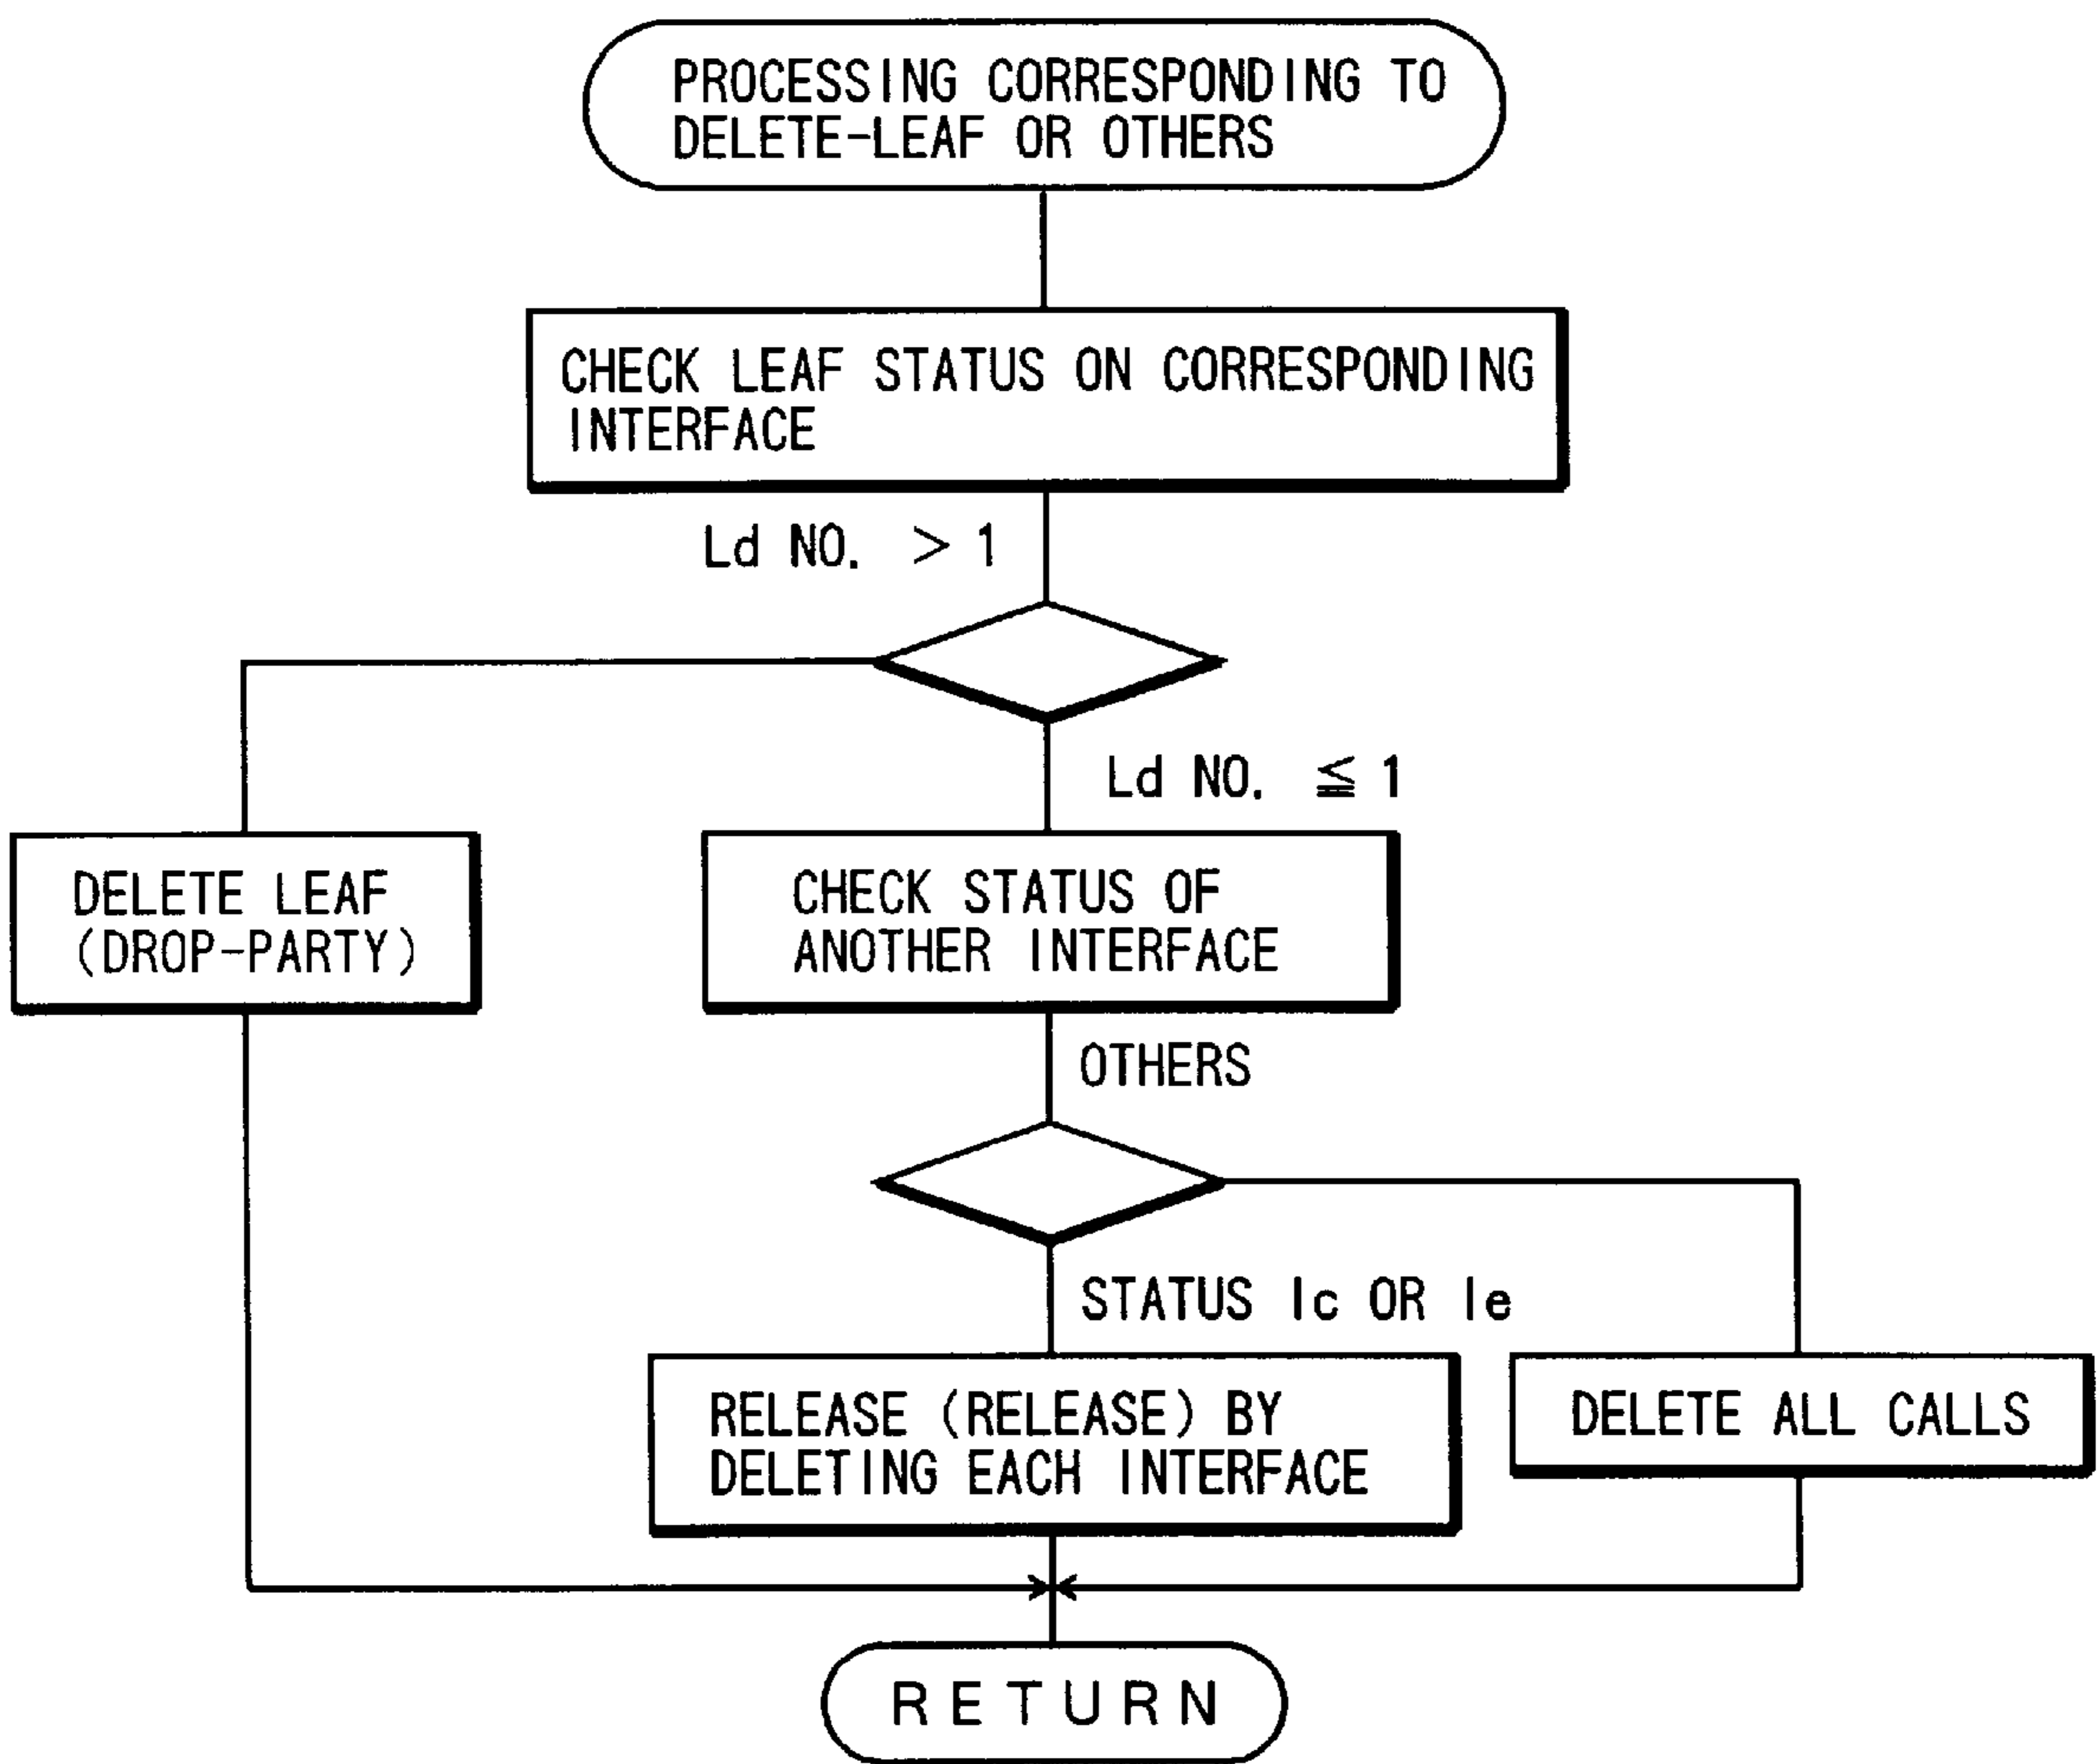 PROCESSING CORRESPONDING TO
DELETE-LEAF OR OTHERS
CHECK LEAF STATUS ON CORRESPONDING
INTERFACE
Ld NO. > 1
Ld NO. ≦ 1
DELETE LEAF
(DROP-PARTY)
CHECK STATUS OF
ANOTHER INTERFACE
OTHERS
STATUS Ic OR Ie
RELEASE (RELEASE) BY
DELETING EACH INTERFACE
DELETE ALL CALLS
RETURN